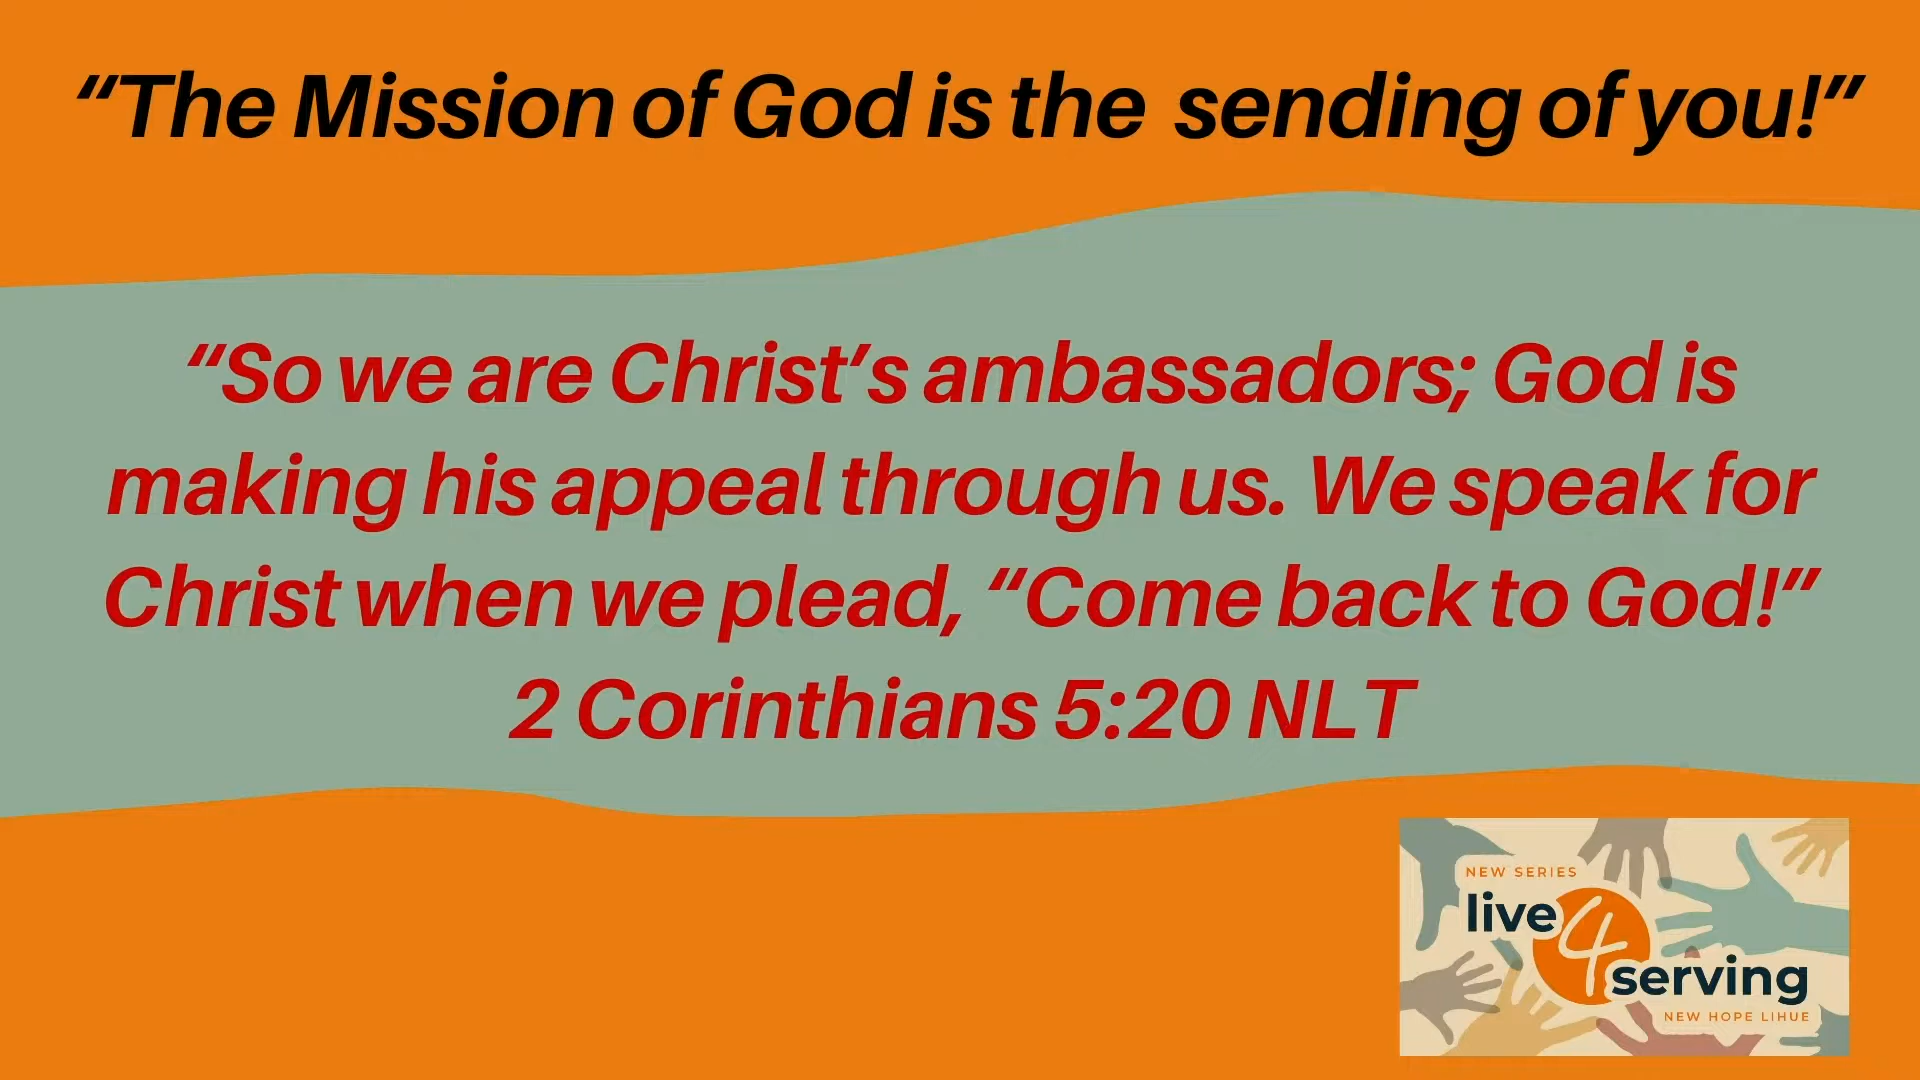 “The Mission of God is the sending of you!”
“So we are Christ’s ambassadors; God is
making his appeal through us. We speak for
Christ when we plead, “Come back to God!”
2 Corinthians 5:20 NLT
NEW SERIES
live
4
serving
NEW HOPE LIHUE